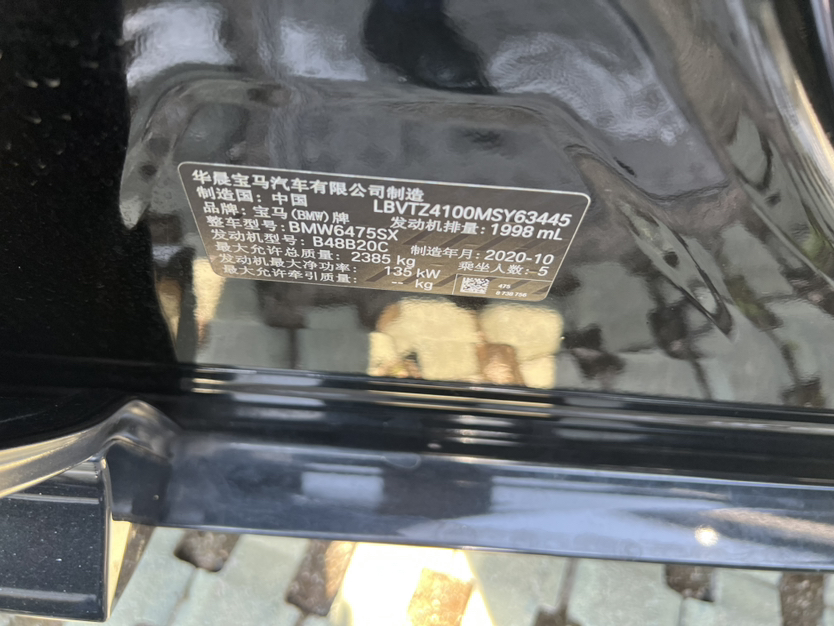 华晨宝马汽车有限公司制造
制造国: 中国 LBVTZ4100MSY63445
品牌: 宝马(BMW)牌 发动机排量: 1998 mL
整车型号: BMW6475SX
发动机型号: B48B20C 制造年月: 2020-10
最大允许总质量: 2385 kg 乘坐人数: 5
发动机最大净功率: 135 kW
最大允许牵引质量: -- kg
475